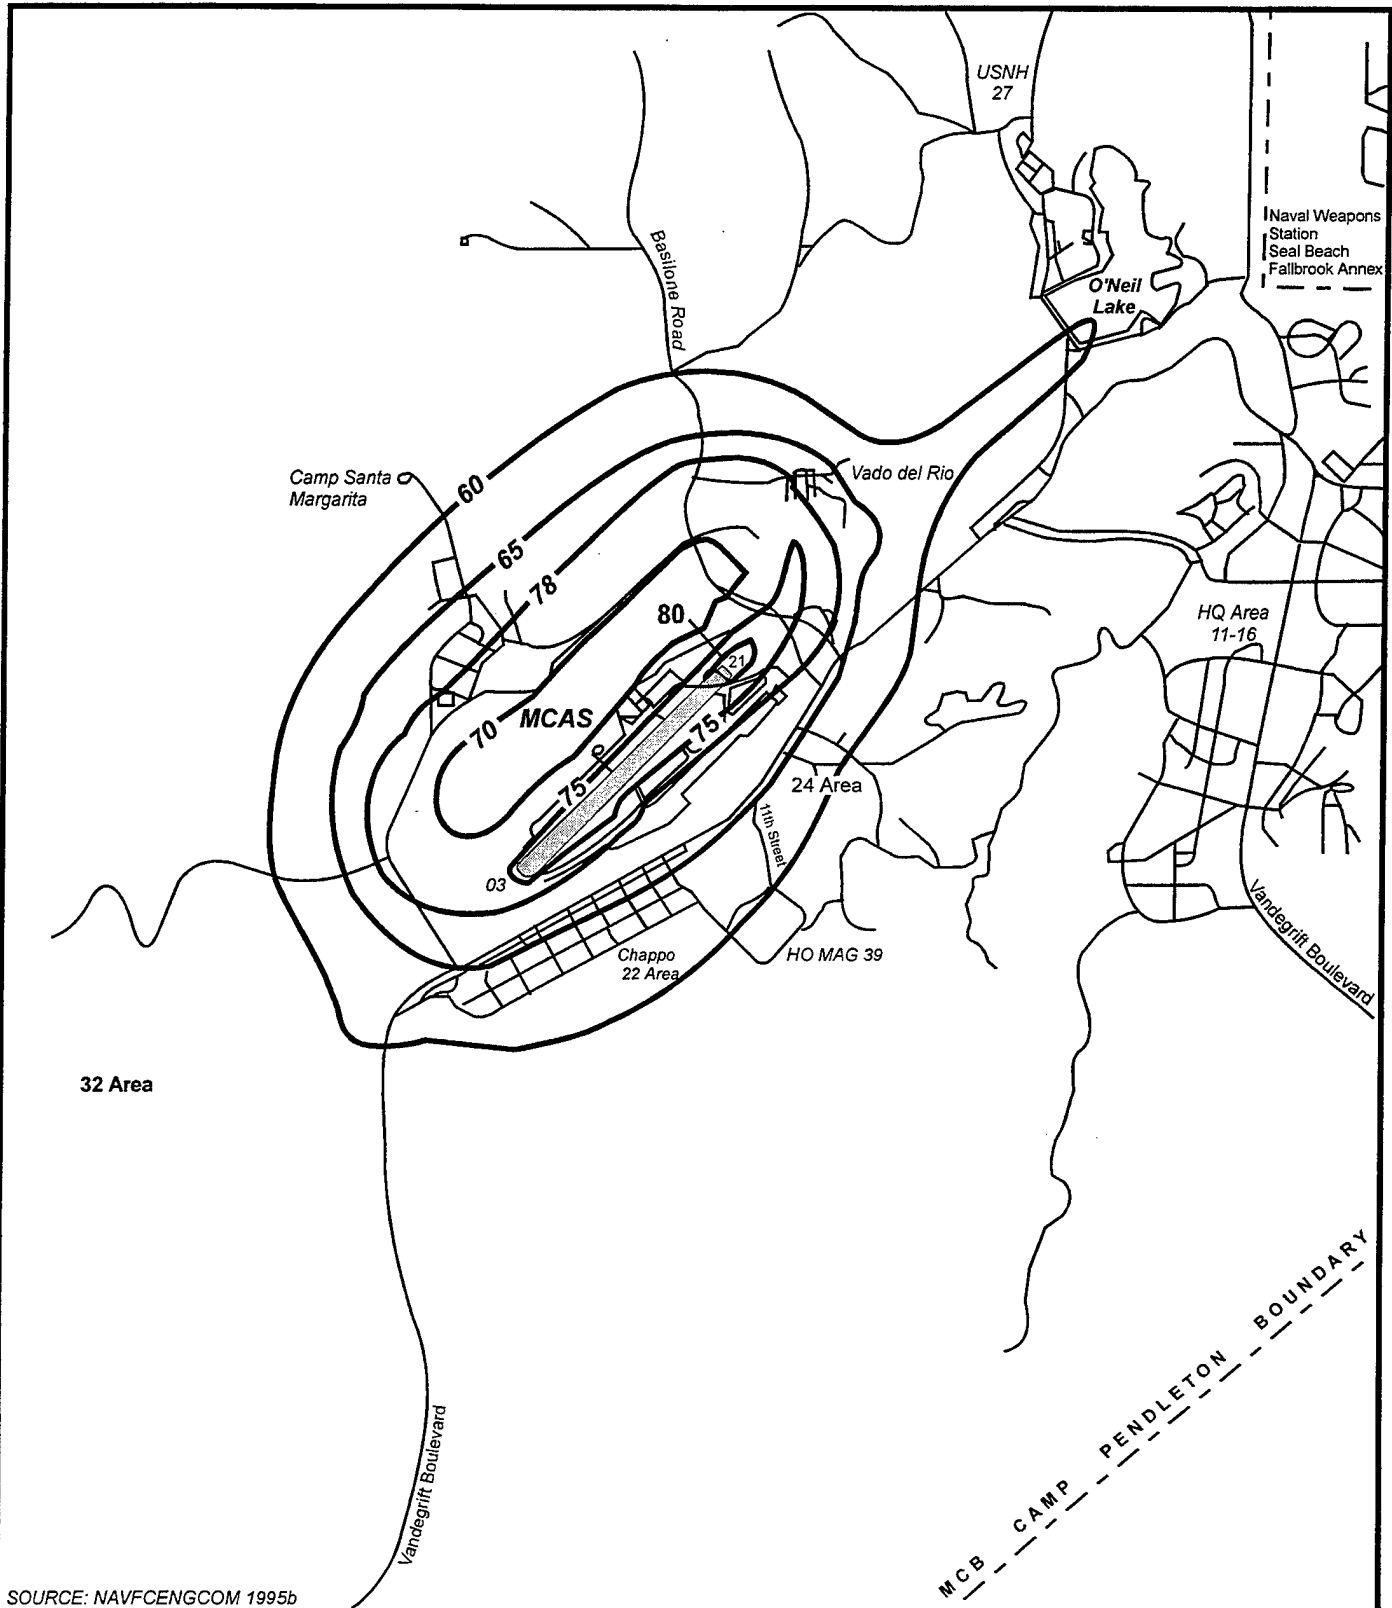 USNH
27
Naval Weapons
Station
Seal Beach
Fallbrook Annex
Basilone Road
O'Neil
Lake
Camp Santa
Margarita
60
Vado del Rio
65
78
80
HQ Area
11-16
21
MCAS
70
75
75
24 Area
11th Street
03
Vandegrift Boulevard
Chappo
22 Area
HO MAG 39
32 Area
MCB CAMP PENDLETON BOUNDARY
Vandegrift Boulevard
SOURCE: NAVFCENGCOM 1995b